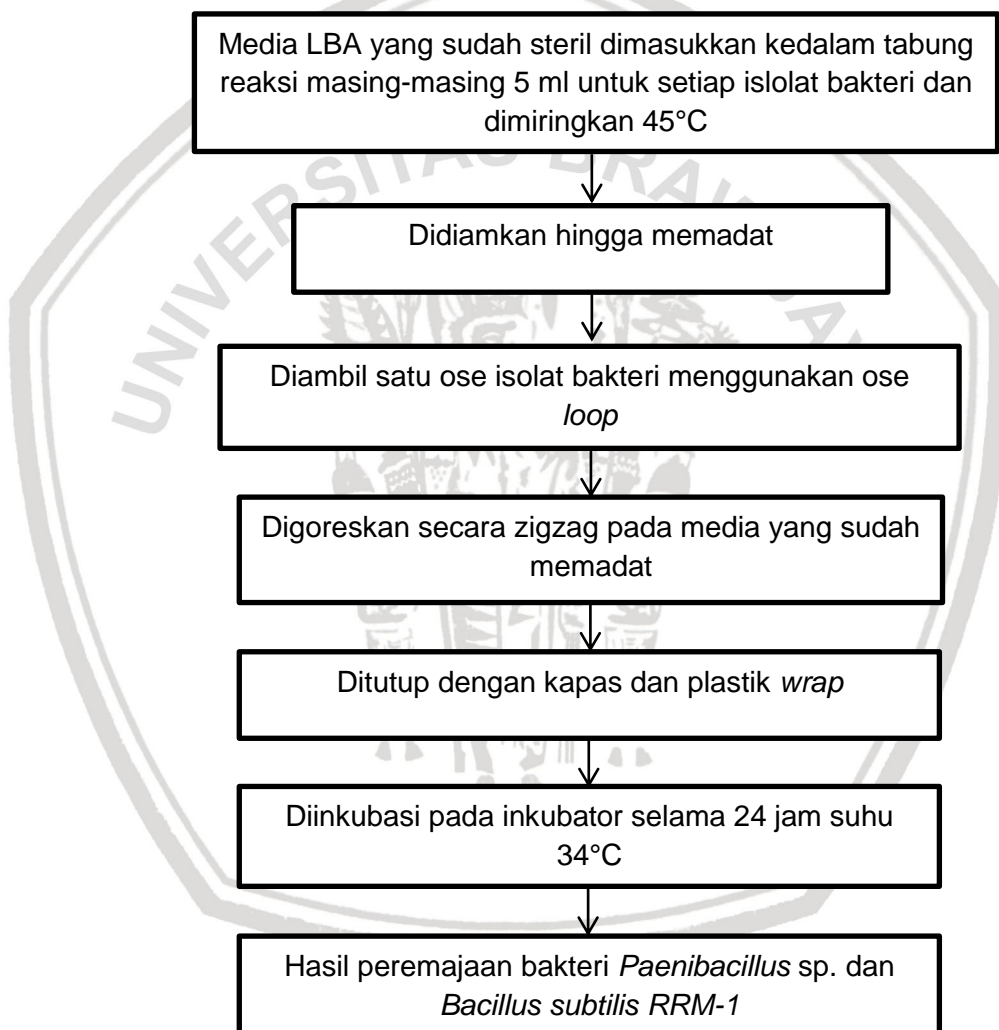 UNIVERSITAS BRAWIJAYA
Media LBA yang sudah steril dimasukkan kedalam tabung
reaksi masing-masing 5 ml untuk setiap islolat bakteri dan
dimiringkan 45°C
Didiamkan hingga memadat
Diambil satu ose isolat bakteri menggunakan ose
loop
Digoreskan secara zigzag pada media yang sudah
memadat
Ditutup dengan kapas dan plastik wrap
Diinkubasi pada inkubator selama 24 jam suhu
34°C
Hasil peremajaan bakteri Paenibacillus sp. dan
Bacillus subtilis RRM-1